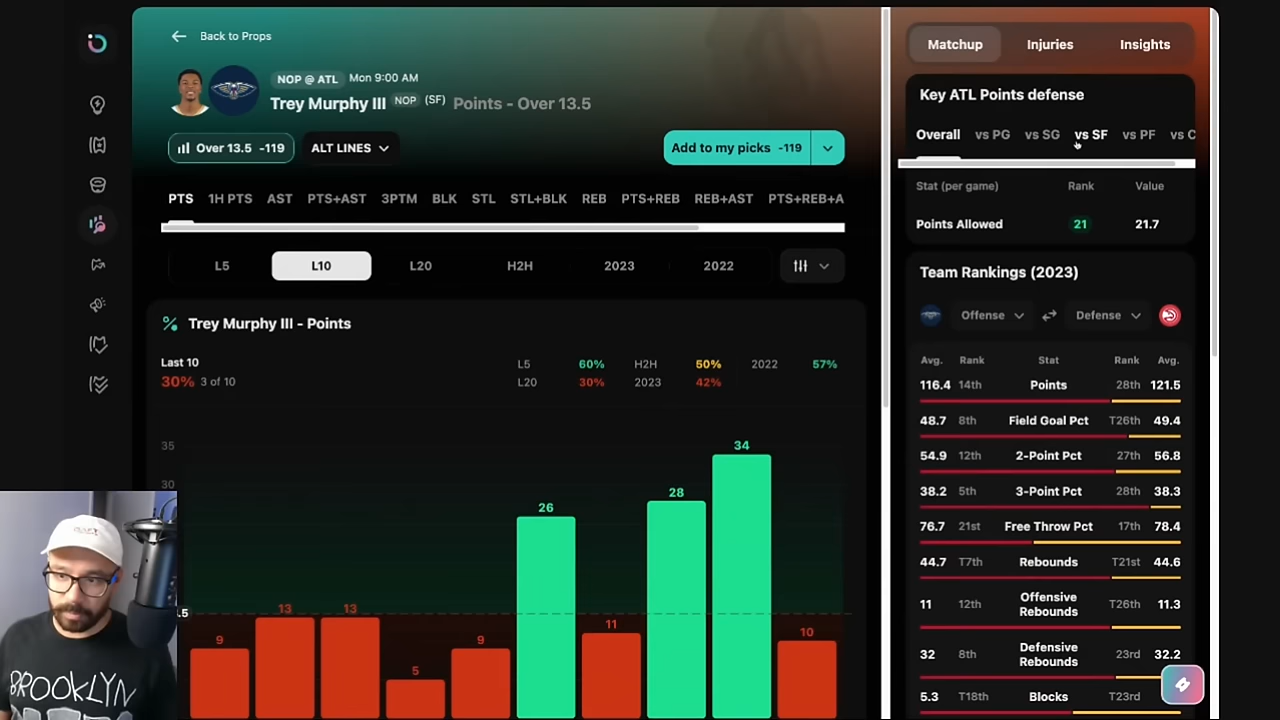 Back to Props
NOP @ ATL Mon 9:00 AM
Trey Murphy III NOP (SF) Points - Over 13.5
Over 13.5 -119 ALT LINES
Add to my picks -119
PTS 1H PTS AST PTS+AST 3PTM BLK STL STL+BLK REB PTS+REB REB+AST PTS+REB+A
L5 L10 L20 H2H 2023 2022
Trey Murphy III - Points
Last 10
30% 3 of 10
L5 60% H2H 50% 2022 57%
L20 30% 2023 42%
35
30
.5
9 13 13 5 9 26 11 28 34 10
BROOKLYN
Matchup Injuries Insights
Key ATL Points defense
Overall vs PG vs SG vs SF vs PF vs C
Stat (per game) Rank Value
Points Allowed 21 21.7
Team Rankings (2023)
Offense Defense
Avg. Rank Stat Rank Avg.
116.4 14th Points 28th 121.5
48.7 8th Field Goal Pct T26th 49.4
54.9 12th 2-Point Pct 27th 56.8
38.2 5th 3-Point Pct 28th 38.3
76.7 21st Free Throw Pct 17th 78.4
44.7 T7th Rebounds T21st 44.6
11 12th Offensive Rebounds T26th 11.3
32 8th Defensive Rebounds 23rd 32.2
5.3 T18th Blocks T23rd